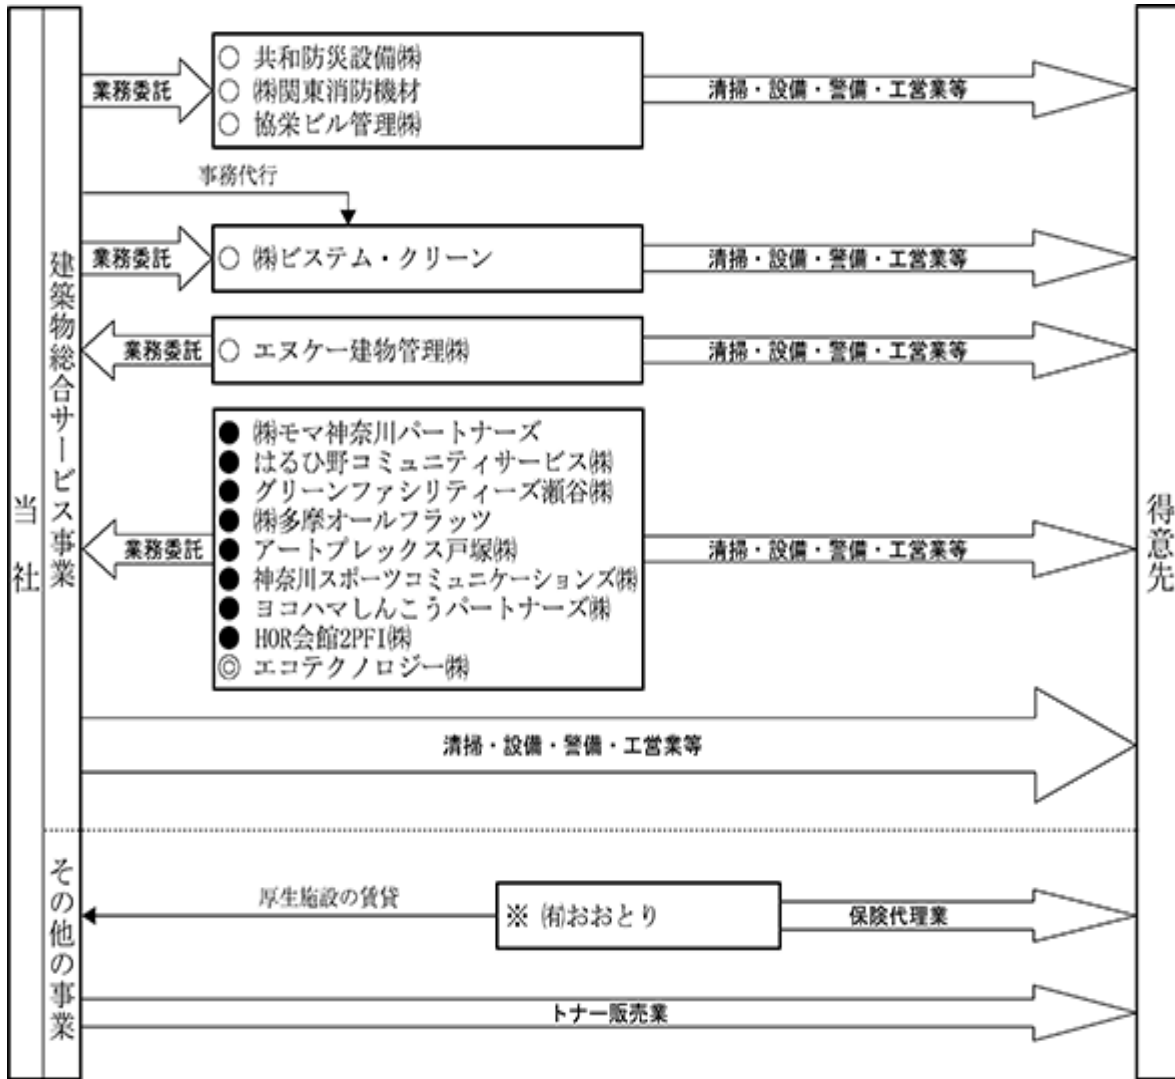 当社
建築物総合サービス事業
業務委託
○ 共和防災設備㈱
○ ㈱関東消防機材
○ 協栄ビル管理㈱
清掃・設備・警備・工営業等
事務代行
業務委託
○ ㈱ビステム・クリーン
清掃・設備・警備・工営業等
業務委託
○ エヌケー建物管理㈱
清掃・設備・警備・工営業等
業務委託
● ㈱モマ神奈川パートナーズ
● はるひ野コミュニティサービス㈱
● グリーンファシリティーズ瀬谷㈱
● ㈱多摩オールフラッツ
● アートプレックス戸塚㈱
● 神奈川スポーツコミュニケーションズ㈱
● ヨコハマしんこうパートナーズ㈱
● HOR会館2PFI㈱
◎ エコテクノロジー㈱
清掃・設備・警備・工営業等
清掃・設備・警備・工営業等
その他の事業
厚生施設の賃貸
※ ㈲おおとり
保険代理業
トナー販売業
得意先